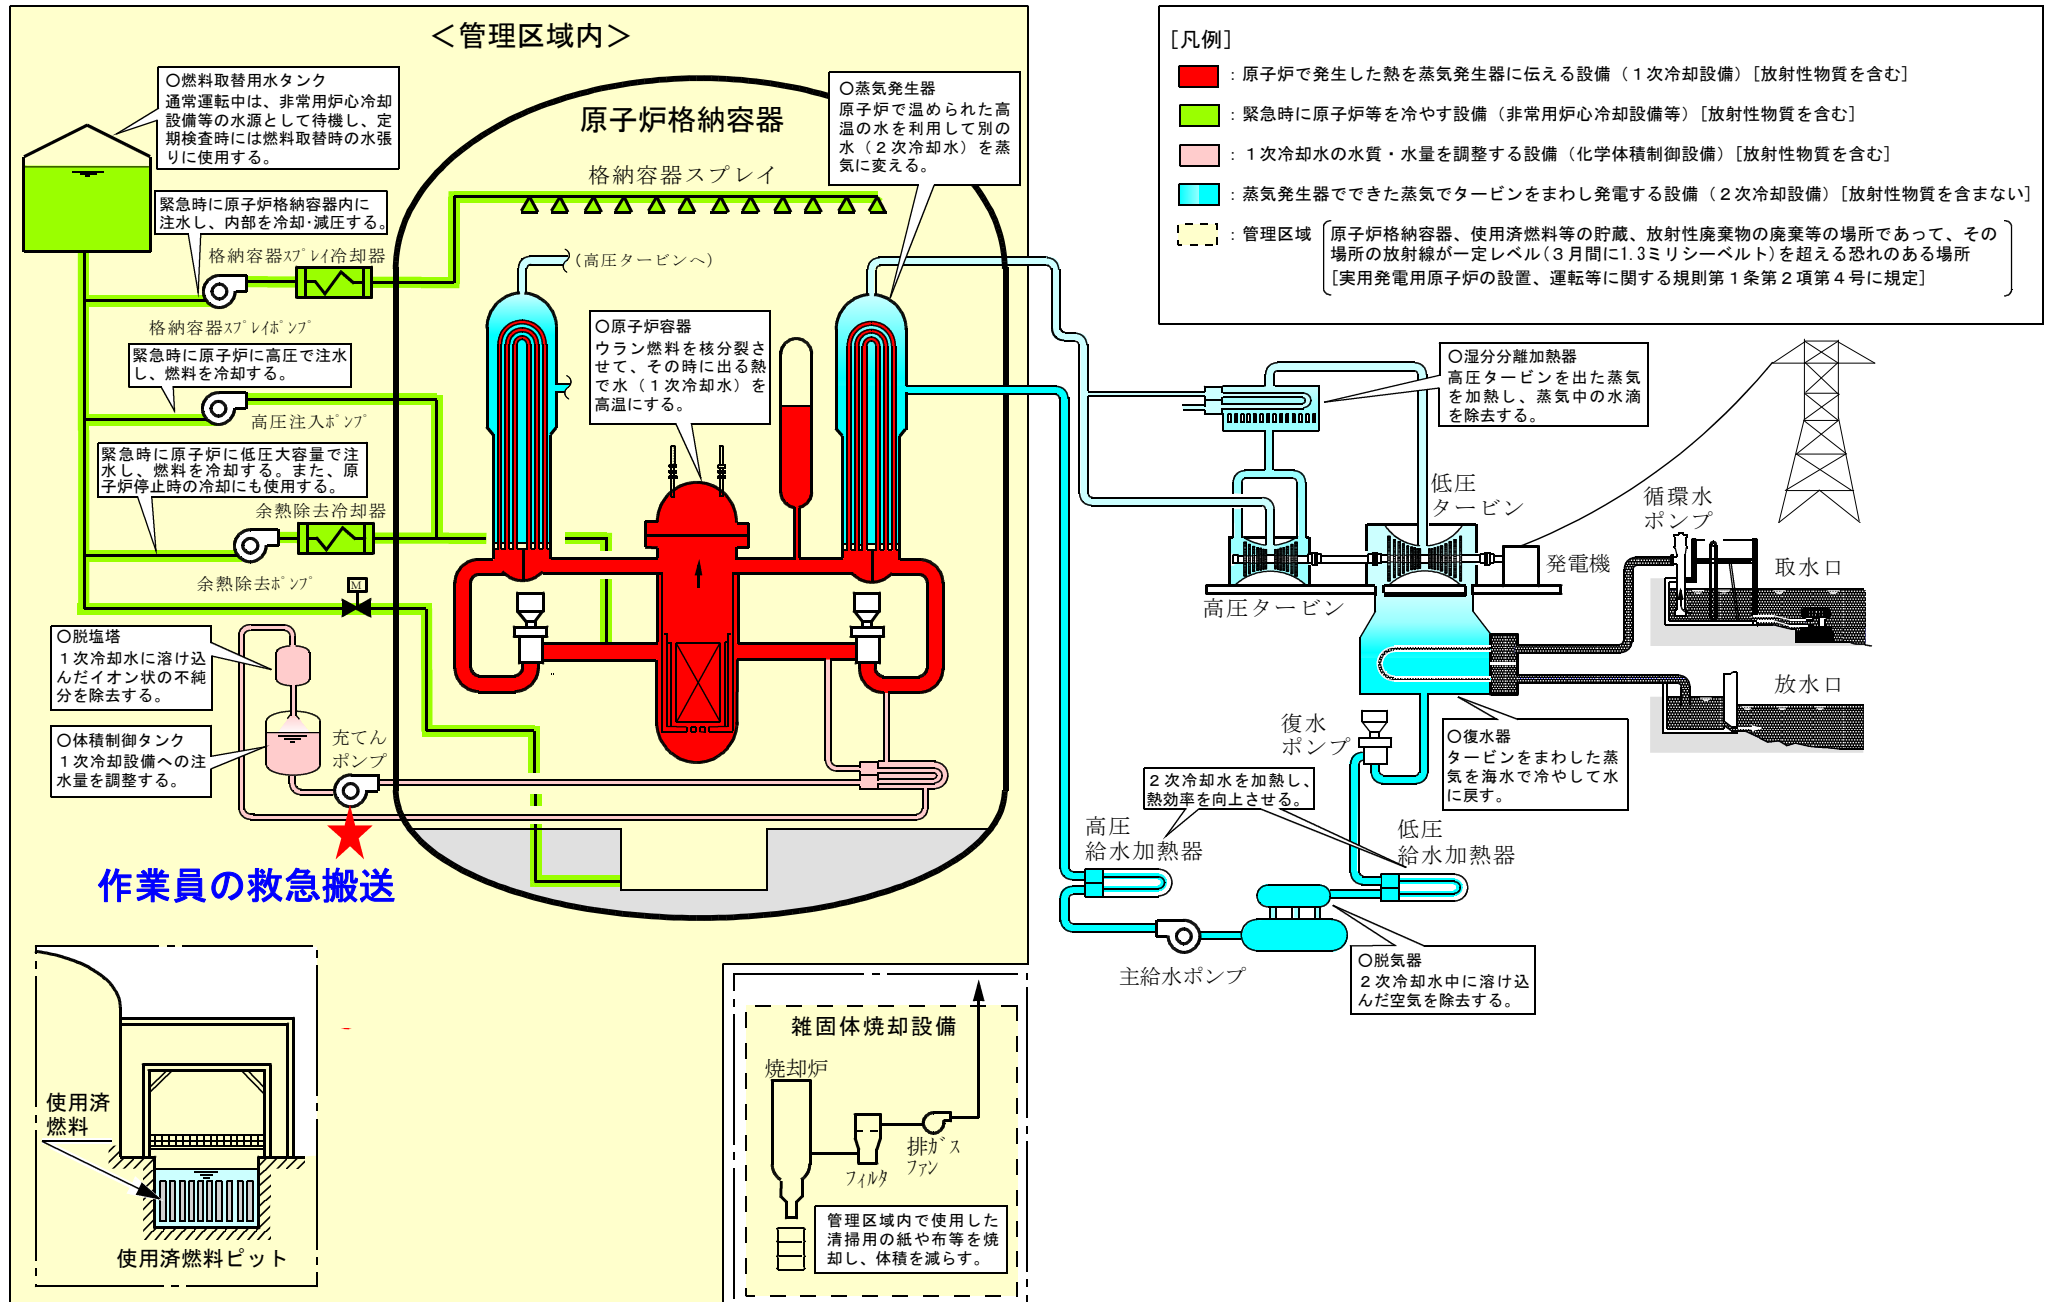 ＜管理区域内＞
○燃料取替用水タンク
通常運転中は、非常用炉心冷却
設備等の水源として待機し、定
期検査時には燃料取替時の水張
りに使用する。
緊急時に原子炉格納容器内に
注水し、内部を冷却･減圧する。
格納容器ｽﾌﾟﾚｲ冷却器
格納容器ｽﾌﾟﾚｲﾎﾟﾝﾌﾟ
緊急時に原子炉に高圧で注水
し、燃料を冷却する。
高圧注入ﾎﾟﾝﾌﾟ
緊急時に原子炉に低圧大容量で注
水し、燃料を冷却する。また、原
子炉停止時の冷却にも使用する。
余熱除去冷却器
余熱除去ﾎﾟﾝﾌﾟ
M
○脱塩塔
１次冷却水に溶け込
んだイオン状の不純
分を除去する。
○体積制御タンク
１次冷却設備への注
水量を調整する。
充てん
ポンプ
作業員の救急搬送
原子炉格納容器
格納容器スプレイ
(高圧タービンへ)
○蒸気発生器
原子炉で温められた高
温の水を利用して別の
水（２次冷却水）を蒸
気に変える。
○原子炉容器
ウラン燃料を核分裂さ
せて、その時に出る熱
で水（１次冷却水）を
高温にする。
使用済
燃料
使用済燃料ピット
雑固体焼却設備
焼却炉
フィルタ
排ｶﾞｽ
ファン
管理区域内で使用した
清掃用の紙や布等を焼
却し、体積を減らす。
[凡例]
：原子炉で発生した熱を蒸気発生器に伝える設備（１次冷却設備）[放射性物質を含む]
：緊急時に原子炉等を冷やす設備（非常用炉心冷却設備等）[放射性物質を含む]
：１次冷却水の水質・水量を調整する設備（化学体積制御設備）[放射性物質を含む]
：蒸気発生器でできた蒸気でタービンをまわし発電する設備（２次冷却設備）[放射性物質を含まない]
：管理区域
原子炉格納容器、使用済燃料等の貯蔵、放射性廃棄物の廃棄等の場所であって、その
場所の放射線が一定レベル(３月間に1.3ミリシーベルト)を超える恐れのある場所
[実用発電用原子炉の設置、運転等に関する規則第１条第２項第４号に規定]
○湿分分離加熱器
高圧タービンを出た蒸気
を加熱し、蒸気中の水滴
を除去する。
低圧
タービン
高圧タービン
発電機
循環水
ポンプ
取水口
放水口
復水
ポンプ
○復水器
タービンをまわした蒸
気を海水で冷やして水
に戻す。
２次冷却水を加熱し、
熱効率を向上させる。
高圧
給水加熱器
低圧
給水加熱器
主給水ポンプ
○脱気器
２次冷却水中に溶け込
んだ空気を除去する。